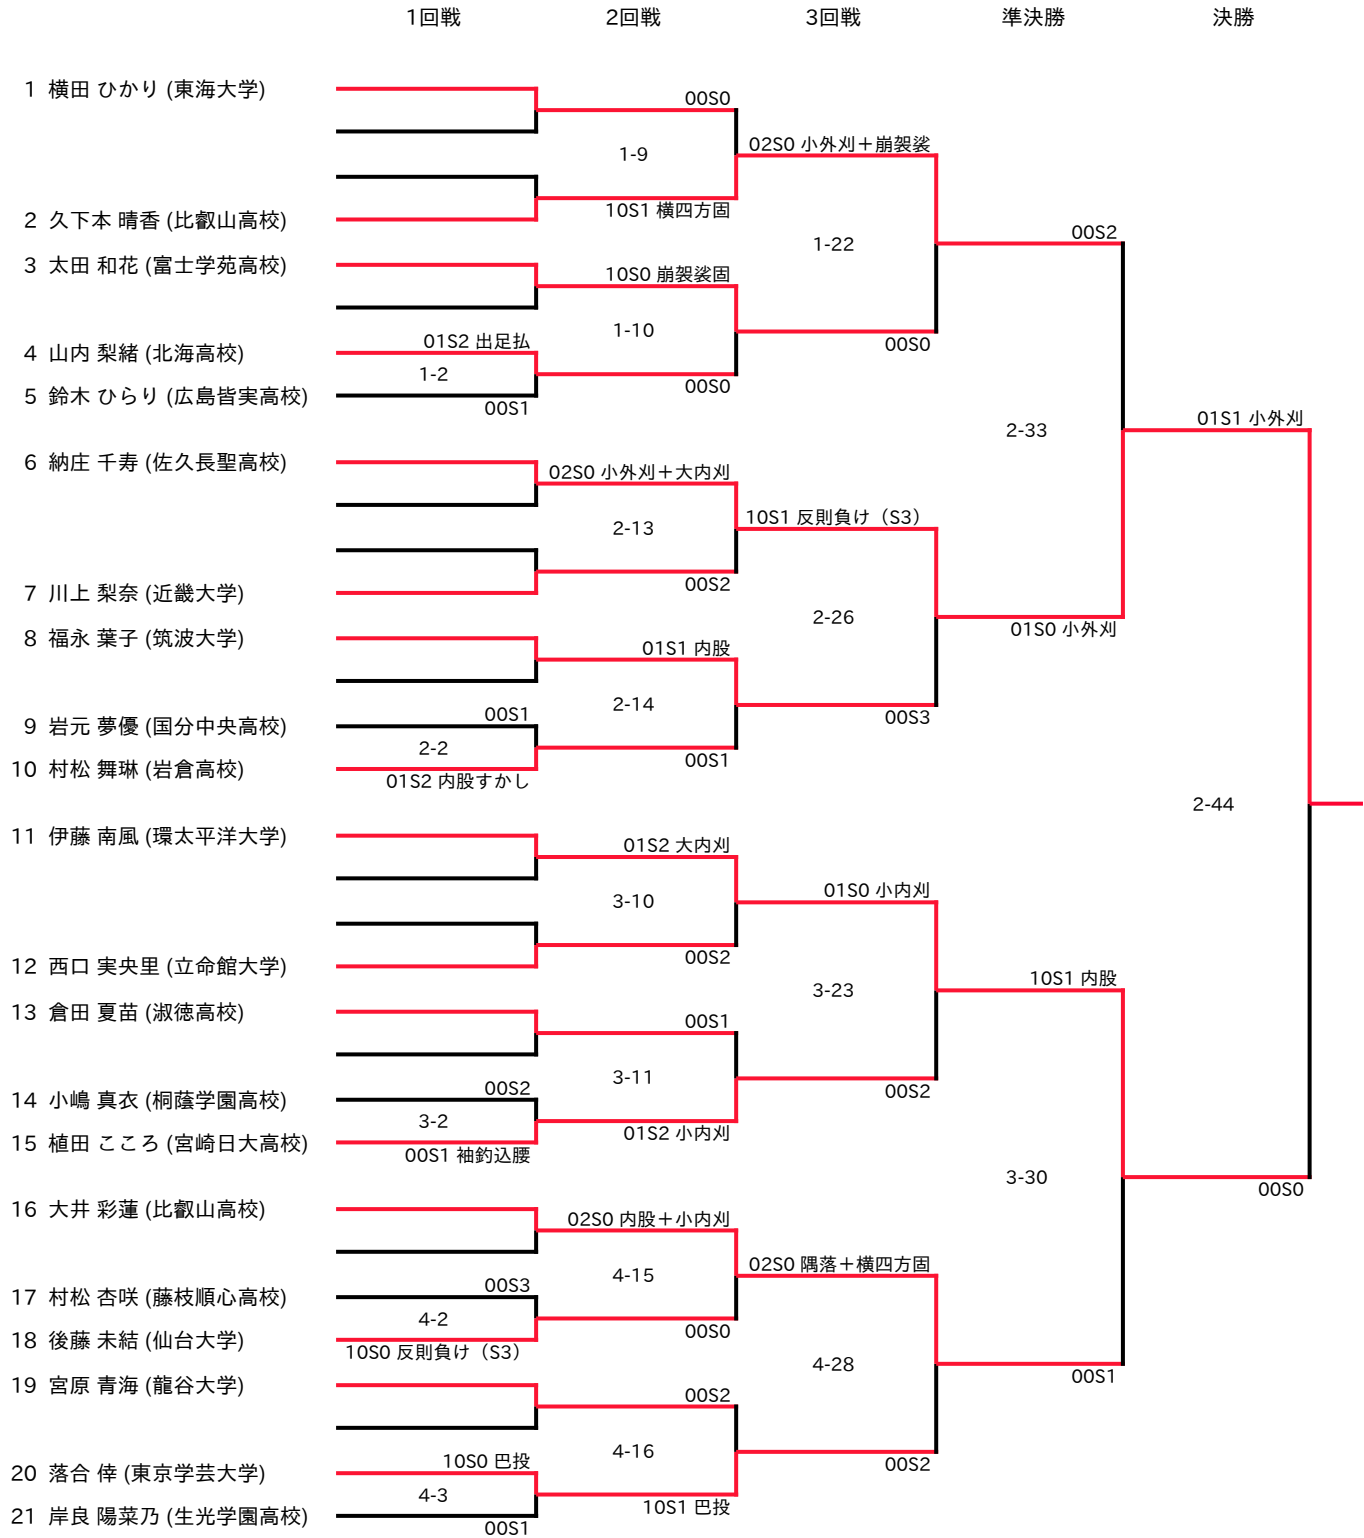 1回戦 2回戦 3回戦 準決勝 決勝
1 横田 ひかり (東海大学)
00S0
02S0 小外刈＋崩袈裟
1-9
10S1 横四方固
2 久下本 晴香 (比叡山高校)
00S2
1-22
3 太田 和花 (富士学苑高校)
10S0 崩袈裟固
1-10
00S0
4 山内 梨緒 (北海高校)
01S2 出足払
1-2
00S0
5 鈴木 ひらり (広島皆実高校)
00S1
01S1 小外刈
2-33
6 納庄 千寿 (佐久長聖高校)
02S0 小外刈＋大内刈
10S1 反則負け（S3）
2-13
00S2
7 川上 梨奈 (近畿大学)
2-26
01S0 小外刈
8 福永 葉子 (筑波大学)
01S1 内股
2-14
00S3
9 岩元 夢優 (国分中央高校)
00S1
2-2
00S1
10 村松 舞琳 (岩倉高校)
01S2 内股すかし
2-44
11 伊藤 南風 (環太平洋大学)
01S2 大内刈
01S0 小内刈
3-10
00S2
12 西口 実央里 (立命館大学)
10S1 内股
3-23
13 倉田 夏苗 (淑徳高校)
00S1
3-11
00S2
14 小嶋 真衣 (桐蔭学園高校)
00S2
3-2
01S2 小内刈
15 植田 こころ (宮崎日大高校)
00S1 袖釣込腰
3-30
00S0
16 大井 彩蓮 (比叡山高校)
02S0 内股＋小内刈
02S0 隅落＋横四方固
4-15
17 村松 杏咲 (藤枝順心高校)
00S3
4-2
00S0
18 後藤 未結 (仙台大学)
10S0 反則負け（S3）
4-28
00S1
19 宮原 青海 (龍谷大学)
00S2
4-16
00S2
20 落合 倖 (東京学芸大学)
10S0 巴投
4-3
10S1 巴投
21 岸良 陽菜乃 (生光学園高校)
00S1